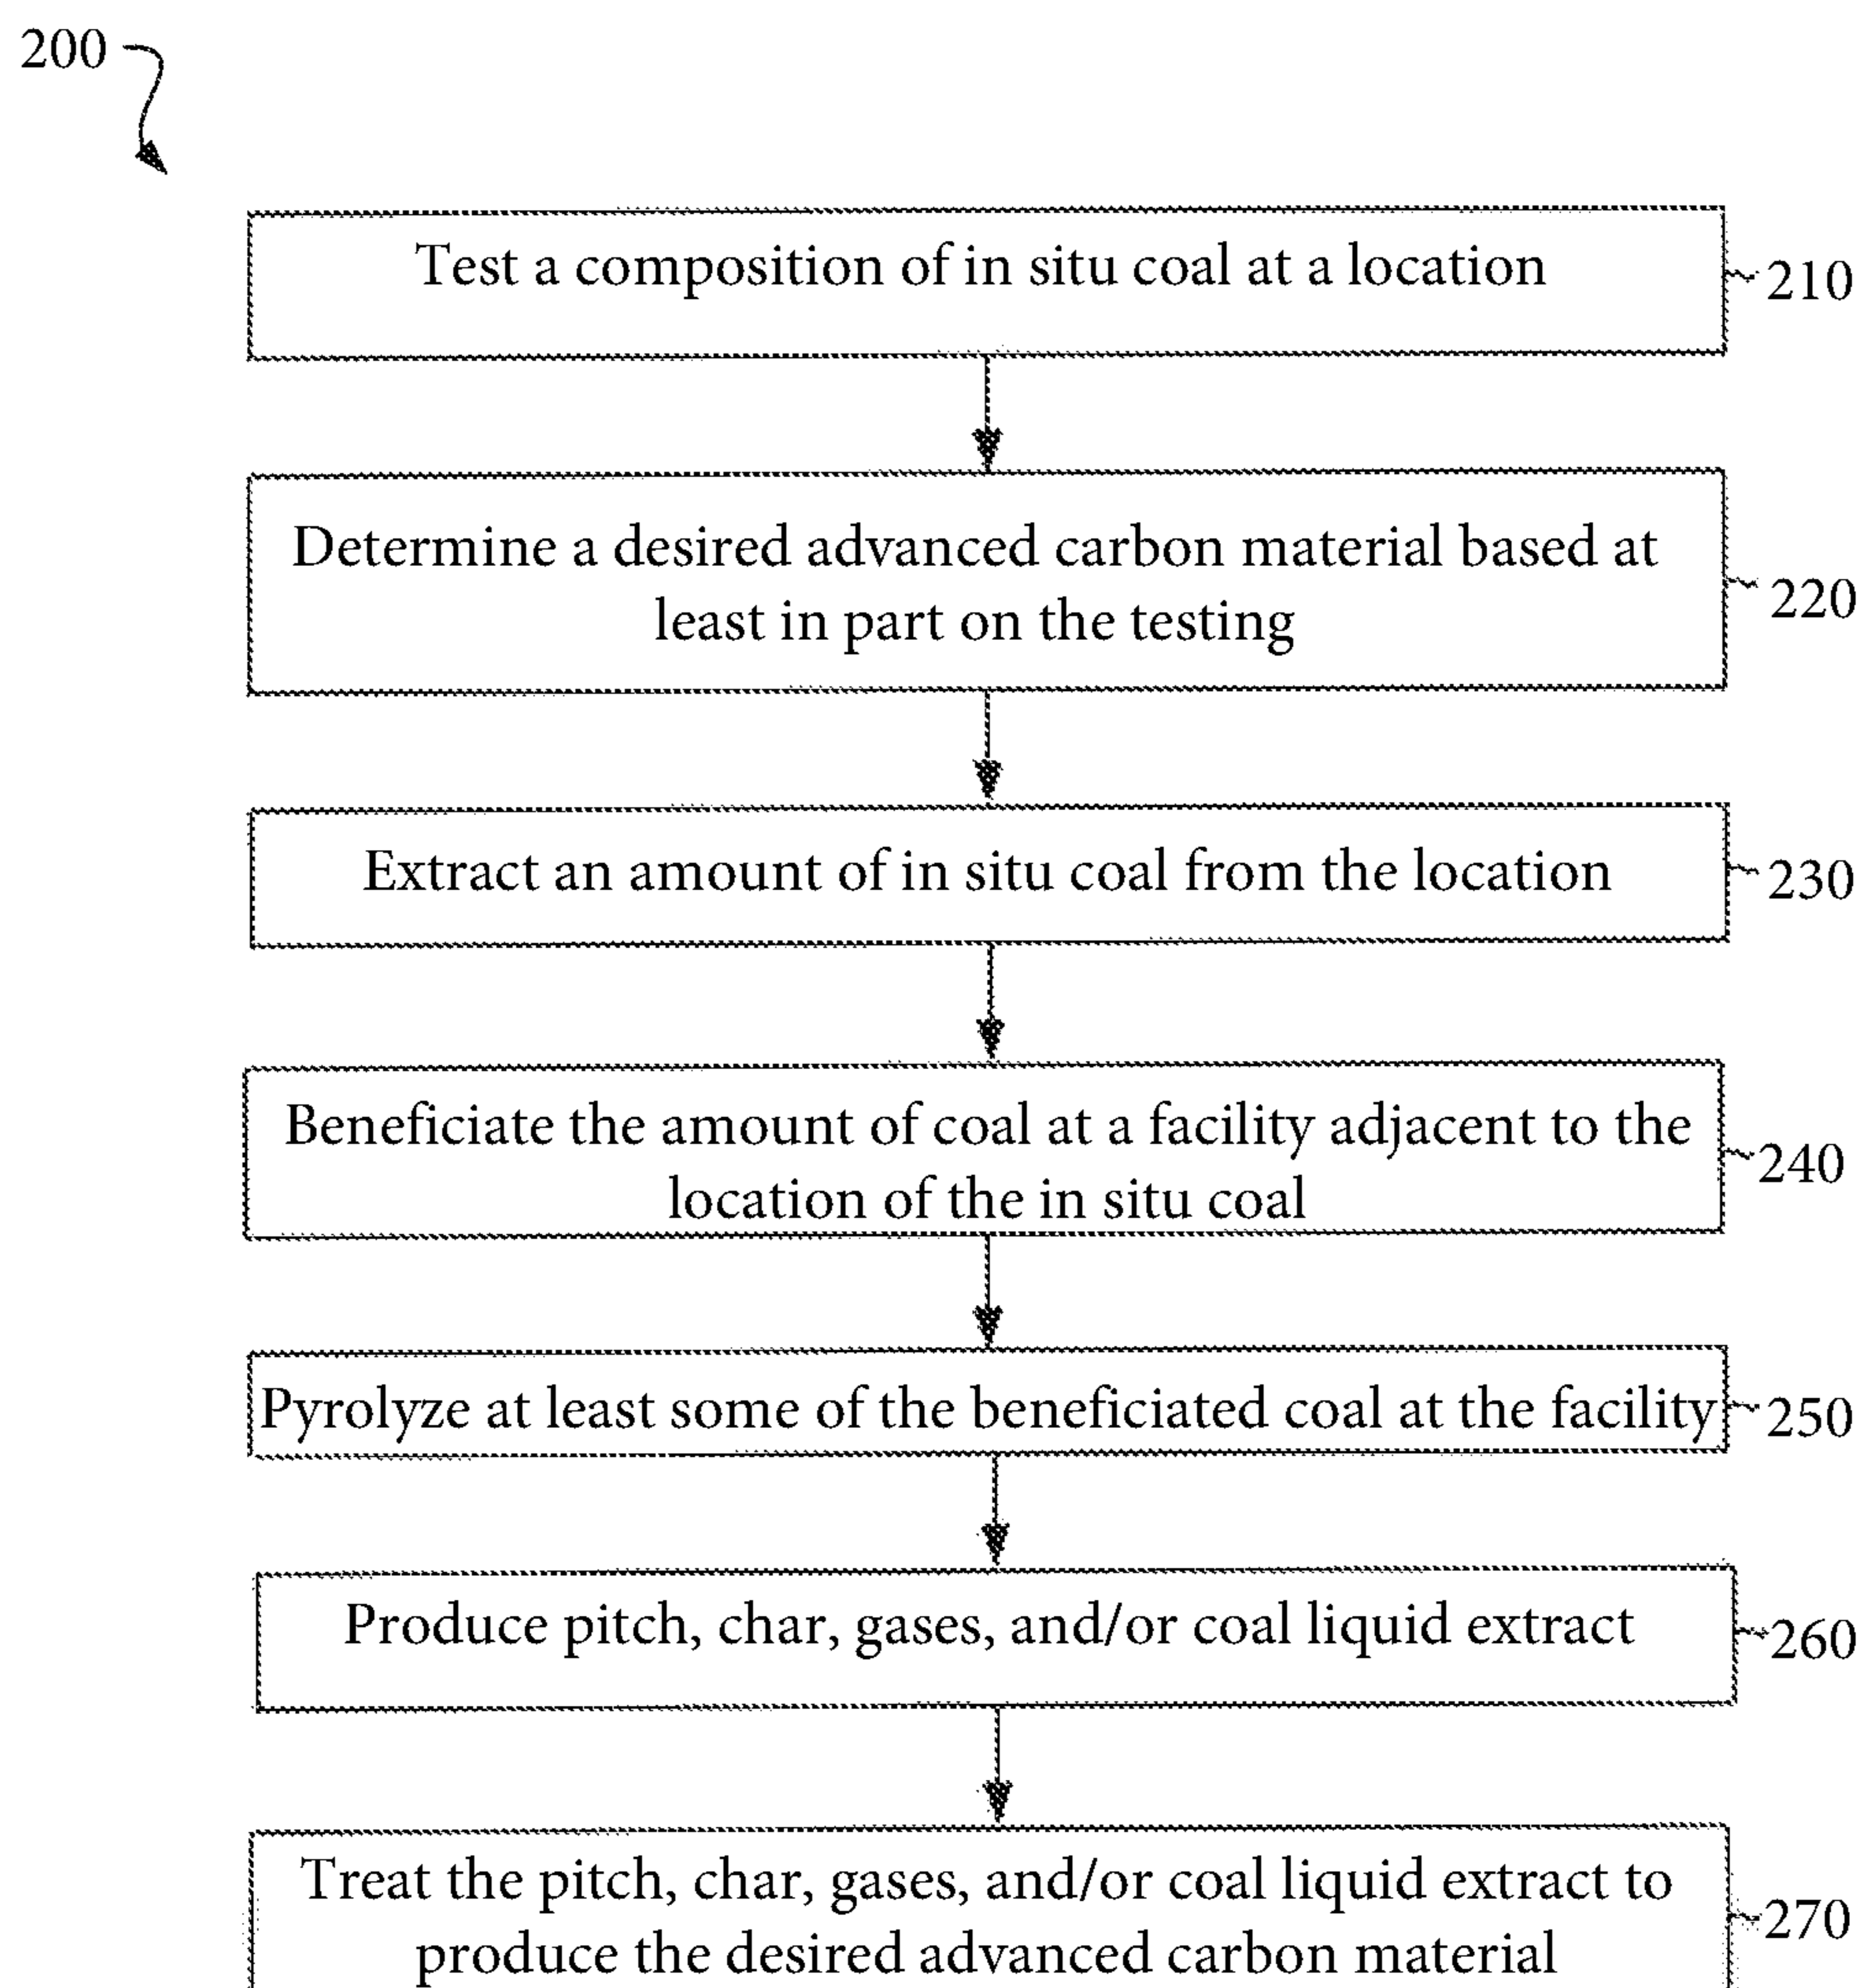 200
Test a composition of in situ coal at a location
210
Determine a desired advanced carbon material based at
least in part on the testing
220
Extract an amount of in situ coal from the location
230
Beneficiate the amount of coal at a facility adjacent to the
location of the in situ coal
240
Pyrolyze at least some of the beneficiated coal at the facility
250
Produce pitch, char, gases, and/or coal liquid extract
260
Treat the pitch, char, gases, and/or coal liquid extract to
produce the desired advanced carbon material
270